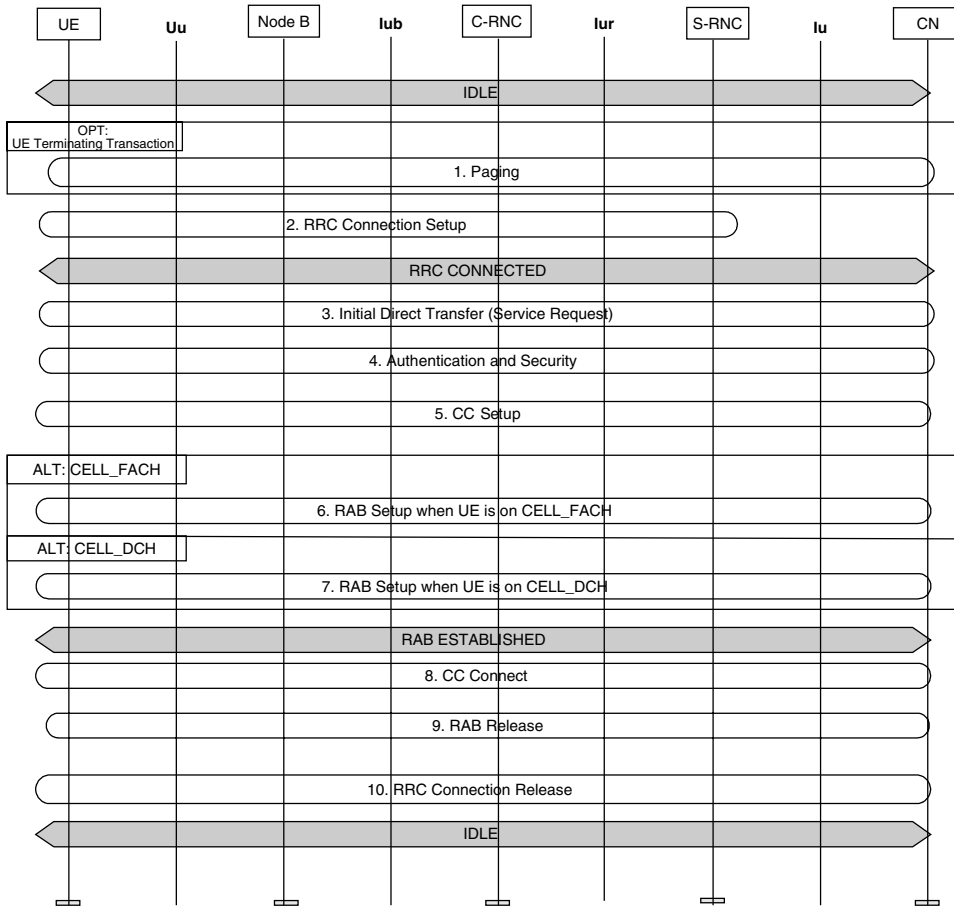 UE
Uu
Node B
Iub
C-RNC
Iur
S-RNC
Iu
CN
IDLE
OPT:
UE Terminating Transaction
1. Paging
2. RRC Connection Setup
RRC CONNECTED
3. Initial Direct Transfer (Service Request)
4. Authentication and Security
5. CC Setup
ALT: CELL_FACH
6. RAB Setup when UE is on CELL_FACH
ALT: CELL_DCH
7. RAB Setup when UE is on CELL_DCH
RAB ESTABLISHED
8. CC Connect
9. RAB Release
10. RRC Connection Release
IDLE